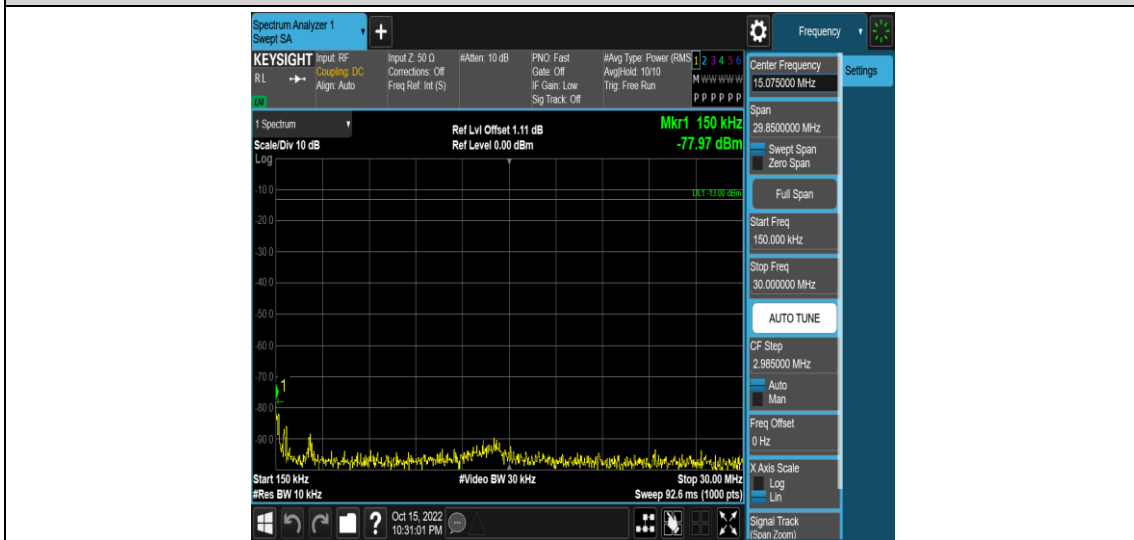 Spectrum Analyzer 1
Swept SA
+
Frequency
KEYSIGHT
RL
LXI
Input: RF
Coupling: DC
Align: Auto
Input Z: 50 Ω
Corrections: Off
Freq Ref: Int (S)
#Atten: 10 dB
PNO: Fast
Gate: Off
IF Gain: Low
Sig Track: Off
#Avg Type: Power (RMS
Avg|Hold: 10/10
Trig: Free Run
1 2 3 4 5 6
M W W W W W
P P P P P P
1 Spectrum
Scale/Div 10 dB
Log
Ref Lvl Offset 1.11 dB
Ref Level 0.00 dBm
Mkr1 150 kHz
-77.97 dBm
DL1 -13.00 dBm
-10.0
-20.0
-30.0
-40.0
-50.0
-60.0
-70.0
-80.0
-90.0
1
Start 150 kHz
#Res BW 10 kHz
#Video BW 30 kHz
Stop 30.00 MHz
Sweep 92.6 ms (1000 pts)
Center Frequency
15.075000 MHz
Settings
Span
29.8500000 MHz
Swept Span
Zero Span
Full Span
Start Freq
150.000 kHz
Stop Freq
30.000000 MHz
AUTO TUNE
CF Step
2.985000 MHz
Auto
Man
Freq Offset
0 Hz
X Axis Scale
Log
Lin
Signal Track
(Span Zoom)
?
Oct 15, 2022
10:31:01 PM